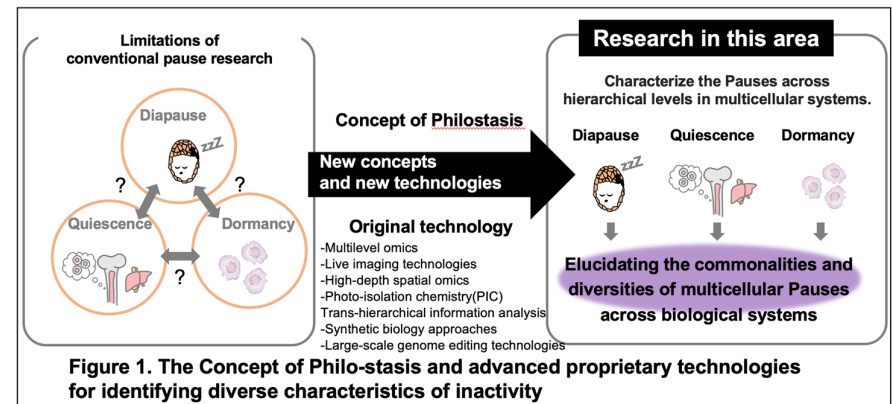 Limitations of
conventional pause research
Diapause
zzZ
?
?
Quiescence
Dormancy
?
Concept of Philostasis
New concepts
and new technologies
Original technology
-Multilevel omics
-Live imaging technologies
-High-depth spatial omics
-Photo-isolation chemistry(PIC)
Trans-hierarchical information analysis
-Synthetic biology approaches
-Large-scale genome editing technologies
Research in this area
Characterize the Pauses across
hierarchical levels in multicellular systems.
Diapause
Quiescence
Dormancy
zzZ
Elucidating the commonalities and
diversities of multicellular Pauses
across biological systems
Figure 1. The Concept of Philo-stasis and advanced proprietary technologies
for identifying diverse characteristics of inactivity